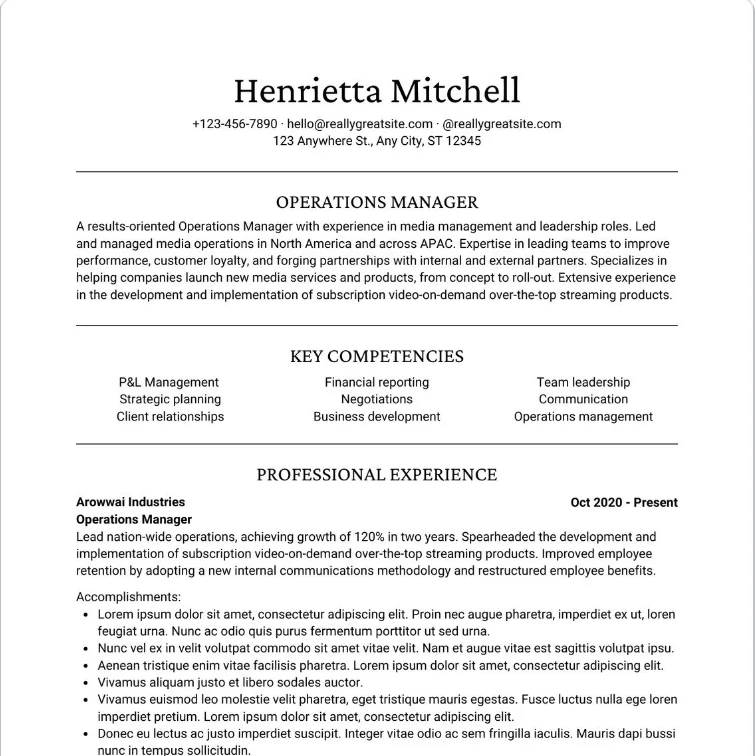 Henrietta Mitchell
+123-456-7890 · hello@reallygreatsite.com · @reallygreatsite.com
123 Anywhere St., Any City, ST 12345
OPERATIONS MANAGER
A results-oriented Operations Manager with experience in media management and leadership roles. Led
and managed media operations in North America and across APAC. Expertise in leading teams to improve
performance, customer loyalty, and forging partnerships with internal and external partners. Specializes in
helping companies launch new media services and products, from concept to roll-out. Extensive experience
in the development and implementation of subscription video-on-demand over-the-top streaming products.
KEY COMPETENCIES
P&L Management Financial reporting Team leadership
Strategic planning Negotiations Communication
Client relationships Business development Operations management
PROFESSIONAL EXPERIENCE
Arowwai Industries Oct 2020 - Present
Operations Manager
Lead nation-wide operations, achieving growth of 120% in two years. Spearheaded the development and
implementation of subscription video-on-demand over-the-top streaming products. Improved employee
retention by adopting a new internal communications methodology and restructured employee benefits.
Accomplishments:
• Lorem ipsum dolor sit amet, consectetur adipiscing elit. Proin nec augue pharetra, imperdiet ex ut, loren
feugiat urna. Nunc ac odio quis purus fermentum porttitor ut sed urna.
• Nunc vel ex in velit volutpat commodo sit amet vitae velit. Nam et augue vitae est sagittis volutpat ipsu.
• Aenean tristique enim vitae facilisis pharetra. Lorem ipsum dolor sit amet, consectetur adipiscing elit.
• Vivamus aliquam justo et libero sodales auctor.
• Vivamus euismod leo molestie velit pharetra, eget tristique mauris egestas. Fusce luctus nulla ege loren
imperdiet pretium. Lorem ipsum dolor sit amet, consectetur adipiscing elit.
• Donec eu lectus ac justo imperdiet suscipit. Integer vitae odio ac sem fringilla iaculis. Mauris dapi bussi
nunc in tempus sollicitudin.